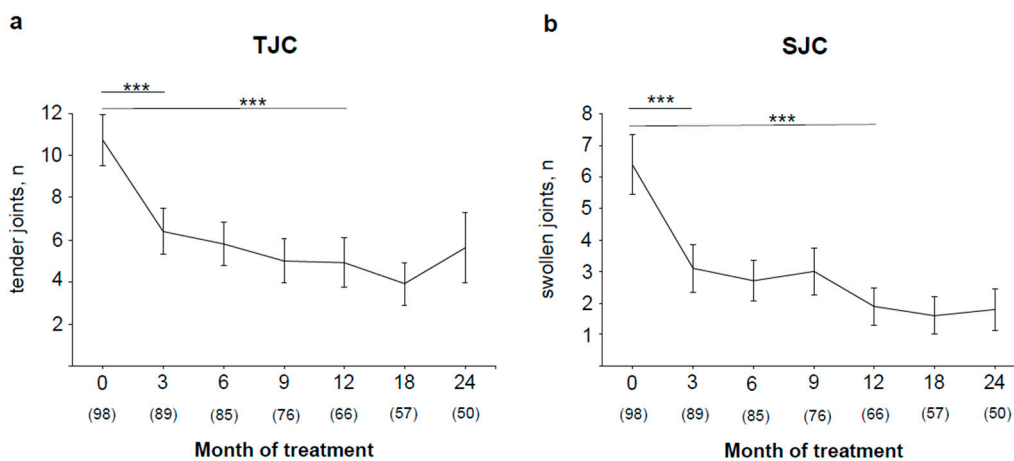 a
TJC
***
***
12
10
8
6
4
2
tender joints, n
0 3 6 9 12 18 24
(98) (89) (85) (76) (66) (57) (50)
Month of treatment
b
SJC
***
***
8
7
6
5
4
3
2
1
swollen joints, n
0 3 6 9 12 18 24
(98) (89) (85) (76) (66) (57) (50)
Month of treatment